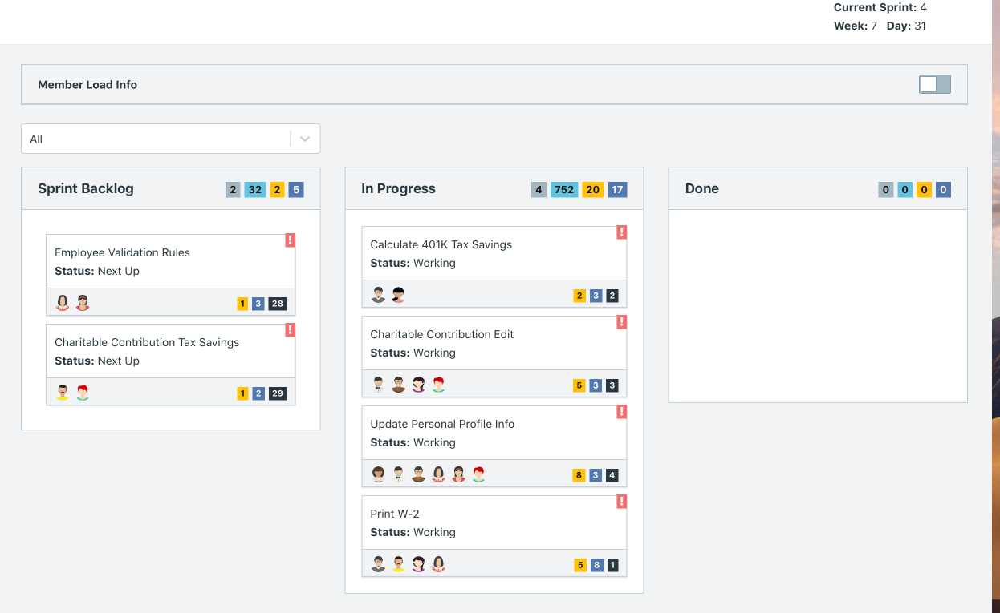 Current Sprint: 4
Week: 7 Day: 31
Member Load Info
All
Sprint Backlog 2 32 2 5
!
Employee Validation Rules
Status: Next Up
1 3 28
!
Charitable Contribution Tax Savings
Status: Next Up
1 2 29
In Progress 4 752 20 17
!
Calculate 401K Tax Savings
Status: Working
2 3 2
!
Charitable Contribution Edit
Status: Working
5 3 3
!
Update Personal Profile Info
Status: Working
8 3 4
!
Print W-2
Status: Working
5 8 1
Done 0 0 0 0